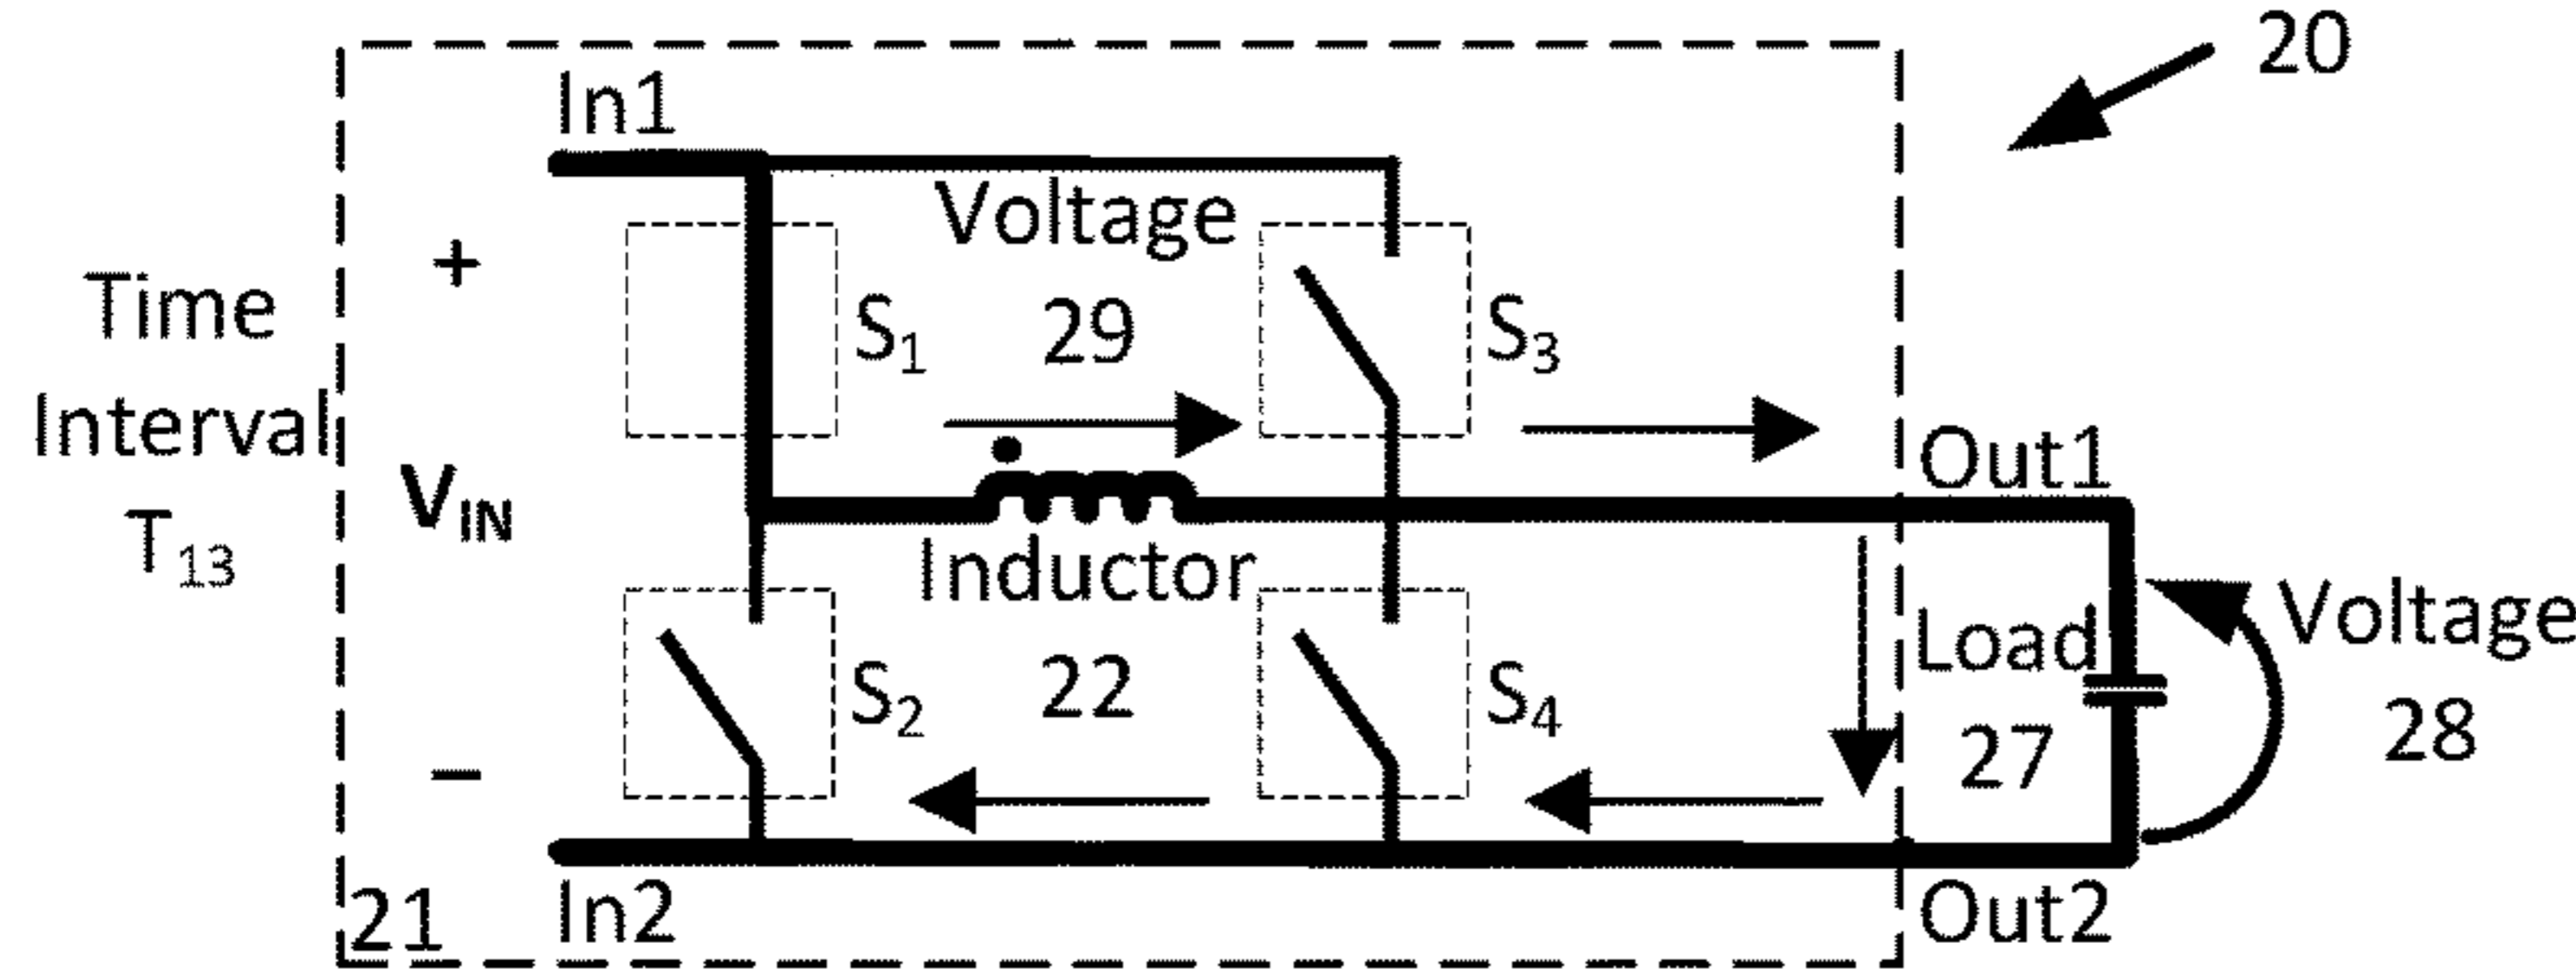 20
In1
Voltage
29
+
Time
Interval
T13
VIN
S1
S3
Out1
Inductor
22
S2
S4
Load
27
Voltage
28
–
21
In2
Out2